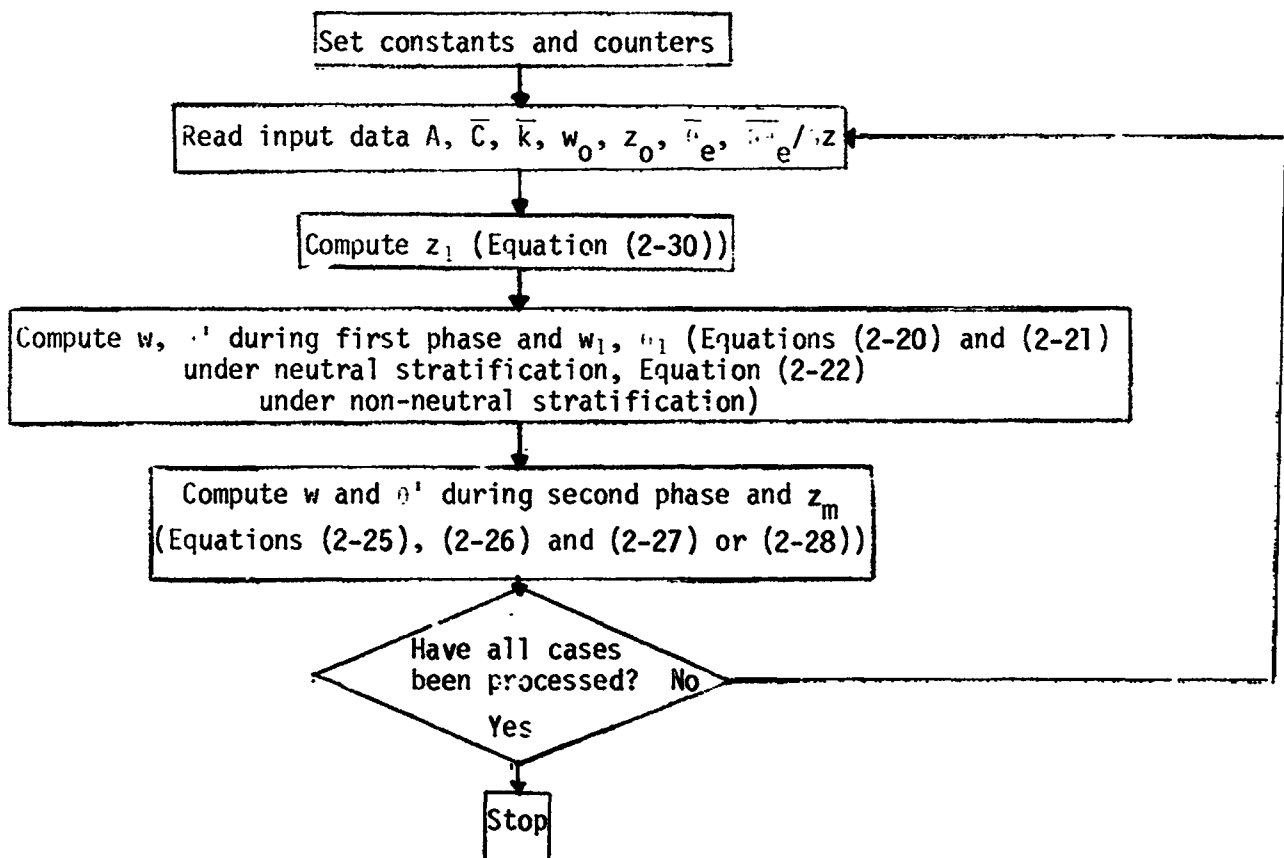 Set constants and counters
Read input data A, C̅, k̅, w₀, z₀,
Compute z₁ (Equation (2-30))
Compute w, during first phase and w₁, (Equations (2-20) and (2-21)
under neutral stratification, Equation (2-22)
under non-neutral stratification)
Compute w and θ' during second phase and zₘ
(Equations (2-25), (2-26) and (2-27) or (2-28))
Have all cases
been processed? No
Yes
Stop